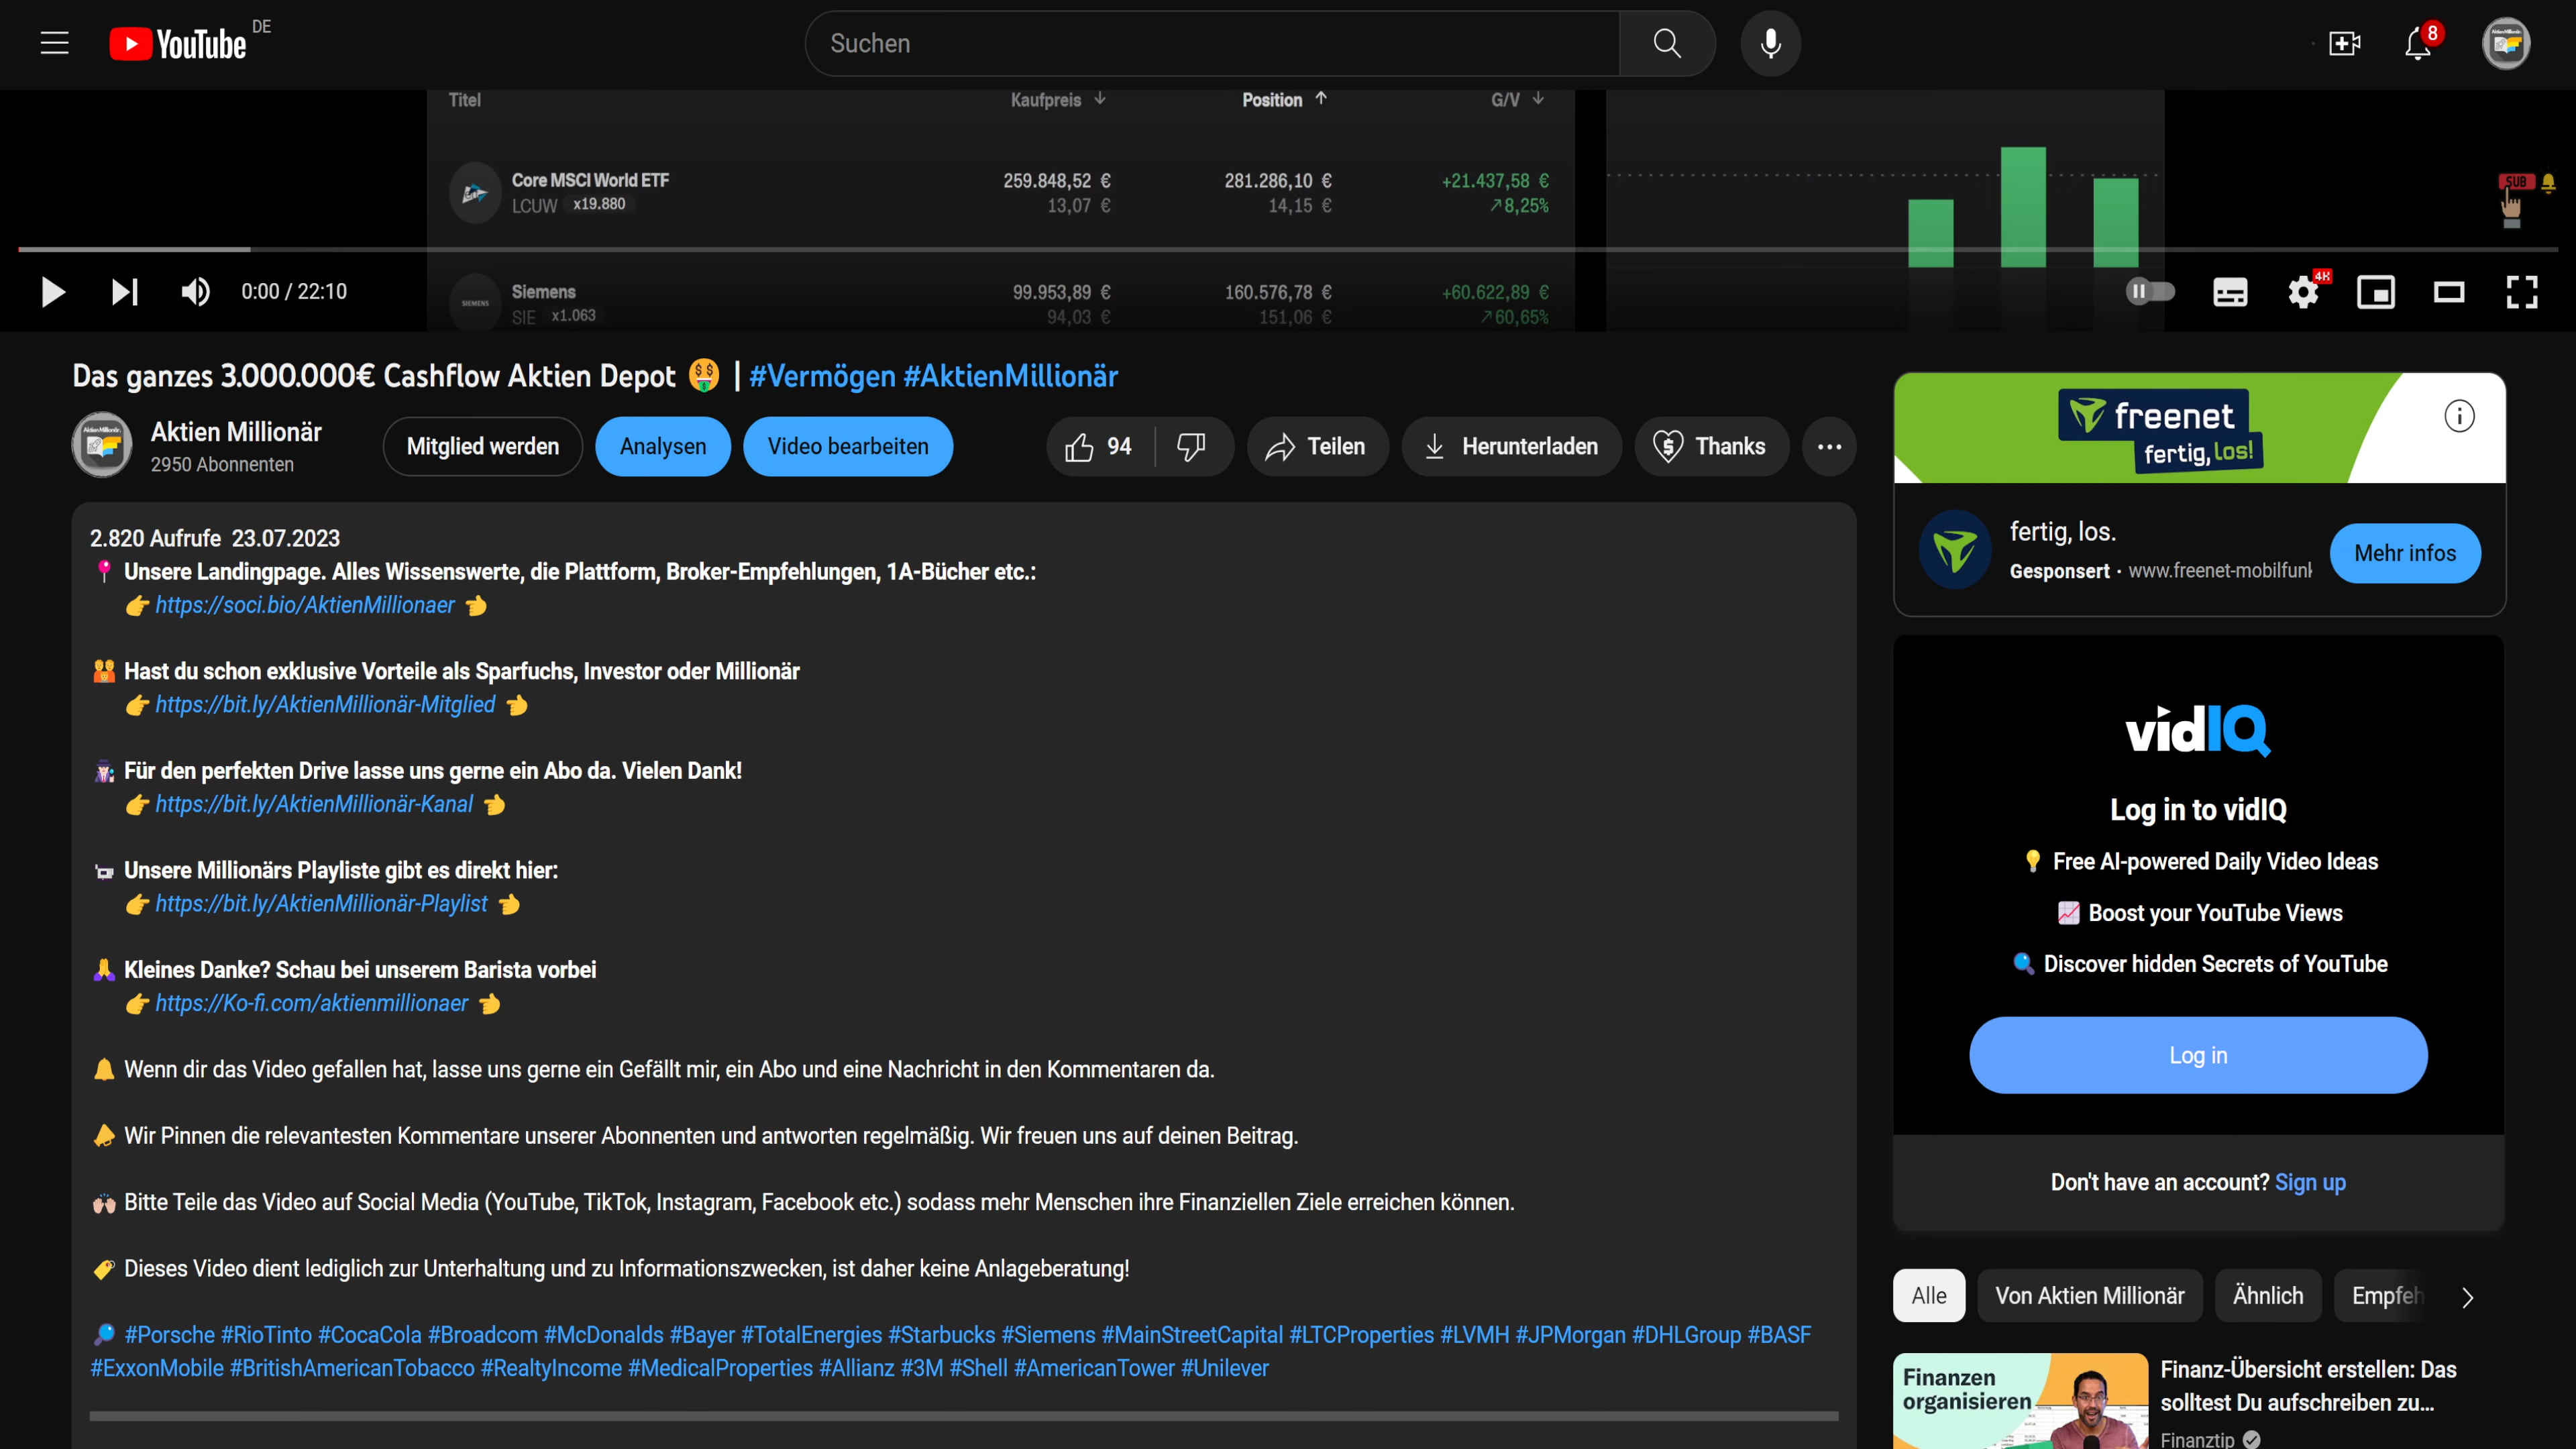 YouTube DE
Suchen
8
Titel Kaufpreis Position G/V
Core MSCI World ETF 259.848,52 € 281.286,10 € +21.437,58 €
LCUW x19.880 13,07 € 14,15 € 8,25%
SUB
Siemens 99.953,89 € 160.576,78 € +60.622,89 €
SIEMENS SIE x1.063 94,03 € 151,06 € 60,65%
0:00 / 22:10
4K
Das ganzes 3.000.000€ Cashflow Aktien Depot 🤑 | #Vermögen #AktienMillionär
Aktien Millionär
2950 Abonnenten
Mitglied werden
Analysen
Video bearbeiten
94
Teilen
Herunterladen
Thanks
2.820 Aufrufe 23.07.2023
📍 Unsere Landingpage. Alles Wissenswerte, die Plattform, Broker-Empfehlungen, 1A-Bücher etc.:
👉 https://soci.bio/AktienMillionaer 👈
Hast du schon exklusive Vorteile als Sparfuchs, Investor oder Millionär
👉 https://bit.ly/AktienMillionär-Mitglied 👈
Für den perfekten Drive lasse uns gerne ein Abo da. Vielen Dank!
👉 https://bit.ly/AktienMillionär-Kanal 👈
Unsere Millionärs Playliste gibt es direkt hier:
👉 https://bit.ly/AktienMillionär-Playlist 👈
🙏 Kleines Danke? Schau bei unserem Barista vorbei
👉 https://Ko-fi.com/aktienmillionaer 👈
🔔 Wenn dir das Video gefallen hat, lasse uns gerne ein Gefällt mir, ein Abo und eine Nachricht in den Kommentaren da.
📣 Wir Pinnen die relevantesten Kommentare unserer Abonnenten und antworten regelmäßig. Wir freuen uns auf deinen Beitrag.
🙌 Bitte Teile das Video auf Social Media (YouTube, TikTok, Instagram, Facebook etc.) sodass mehr Menschen ihre Finanziellen Ziele erreichen können.
🏷️ Dieses Video dient lediglich zur Unterhaltung und zu Informationszwecken, ist daher keine Anlageberatung!
🔎 #Porsche #RioTinto #CocaCola #Broadcom #McDonalds #Bayer #TotalEnergies #Starbucks #Siemens #MainStreetCapital #LTCProperties #LVMH #JPMorgan #DHLGroup #BASF
#ExxonMobile #BritishAmericanTobacco #RealtyIncome #MedicalProperties #Allianz #3M #Shell #AmericanTower #Unilever
freenet
fertig, los!
fertig, los.
Gesponsert · www.freenet-mobilfunk
Mehr infos
vidIQ
Log in to vidIQ
💡 Free AI-powered Daily Video Ideas
📈 Boost your YouTube Views
🔍 Discover hidden Secrets of YouTube
Log in
Don't have an account? Sign up
Alle
Von Aktien Millionär
Ähnlich
Empfeh
Finanzen
organisieren
Finanz-Übersicht erstellen: Das
solltest Du aufschreiben zu...
Finanztip